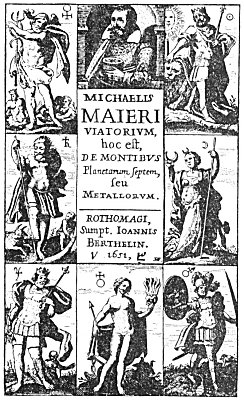 MICHAELIS
MAIERI
VIATORIVM,
hoc est,
DE MONTIBVS
Planetarum septem,
seu
METALLORVM.
ROTHOMAGI,
Sumpt. IOANNIS
BERTHELIN.
1651,